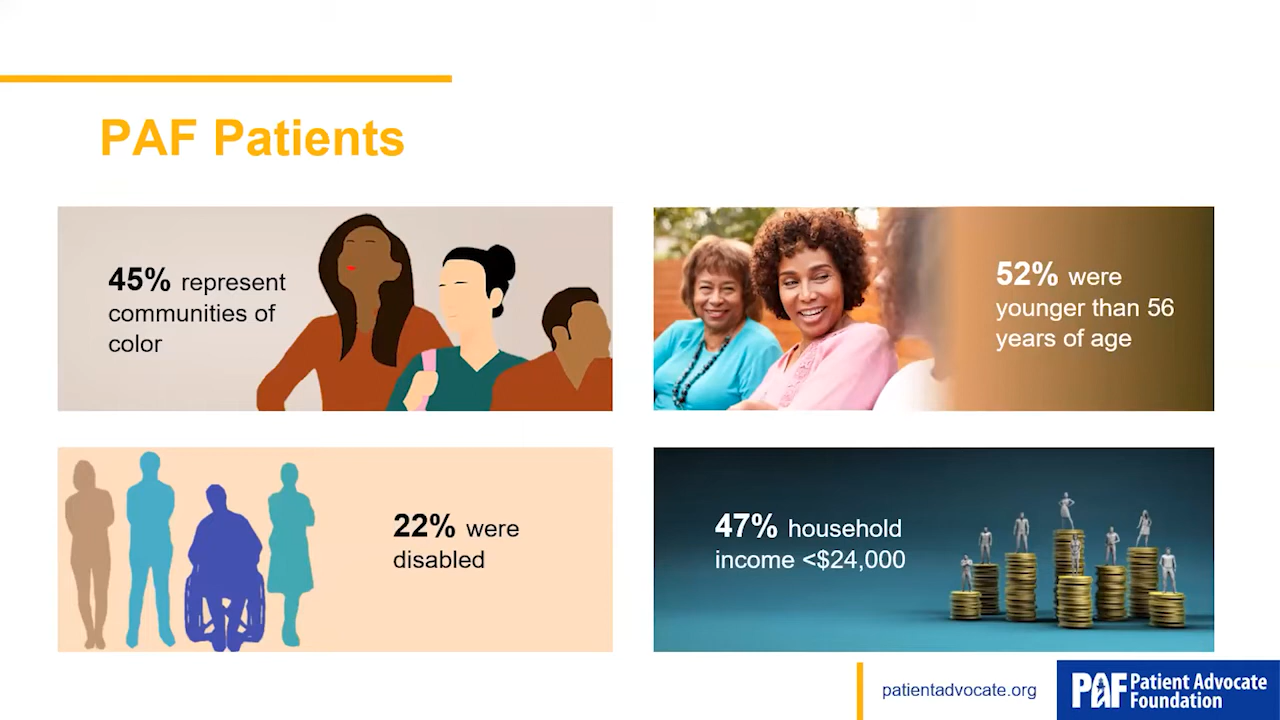 PAF Patients
45% represent
communities of
color
52% were
younger than 56
years of age
22% were
disabled
47% household
income <$24,000
patientadvocate.org
PAF Patient Advocate
Foundation